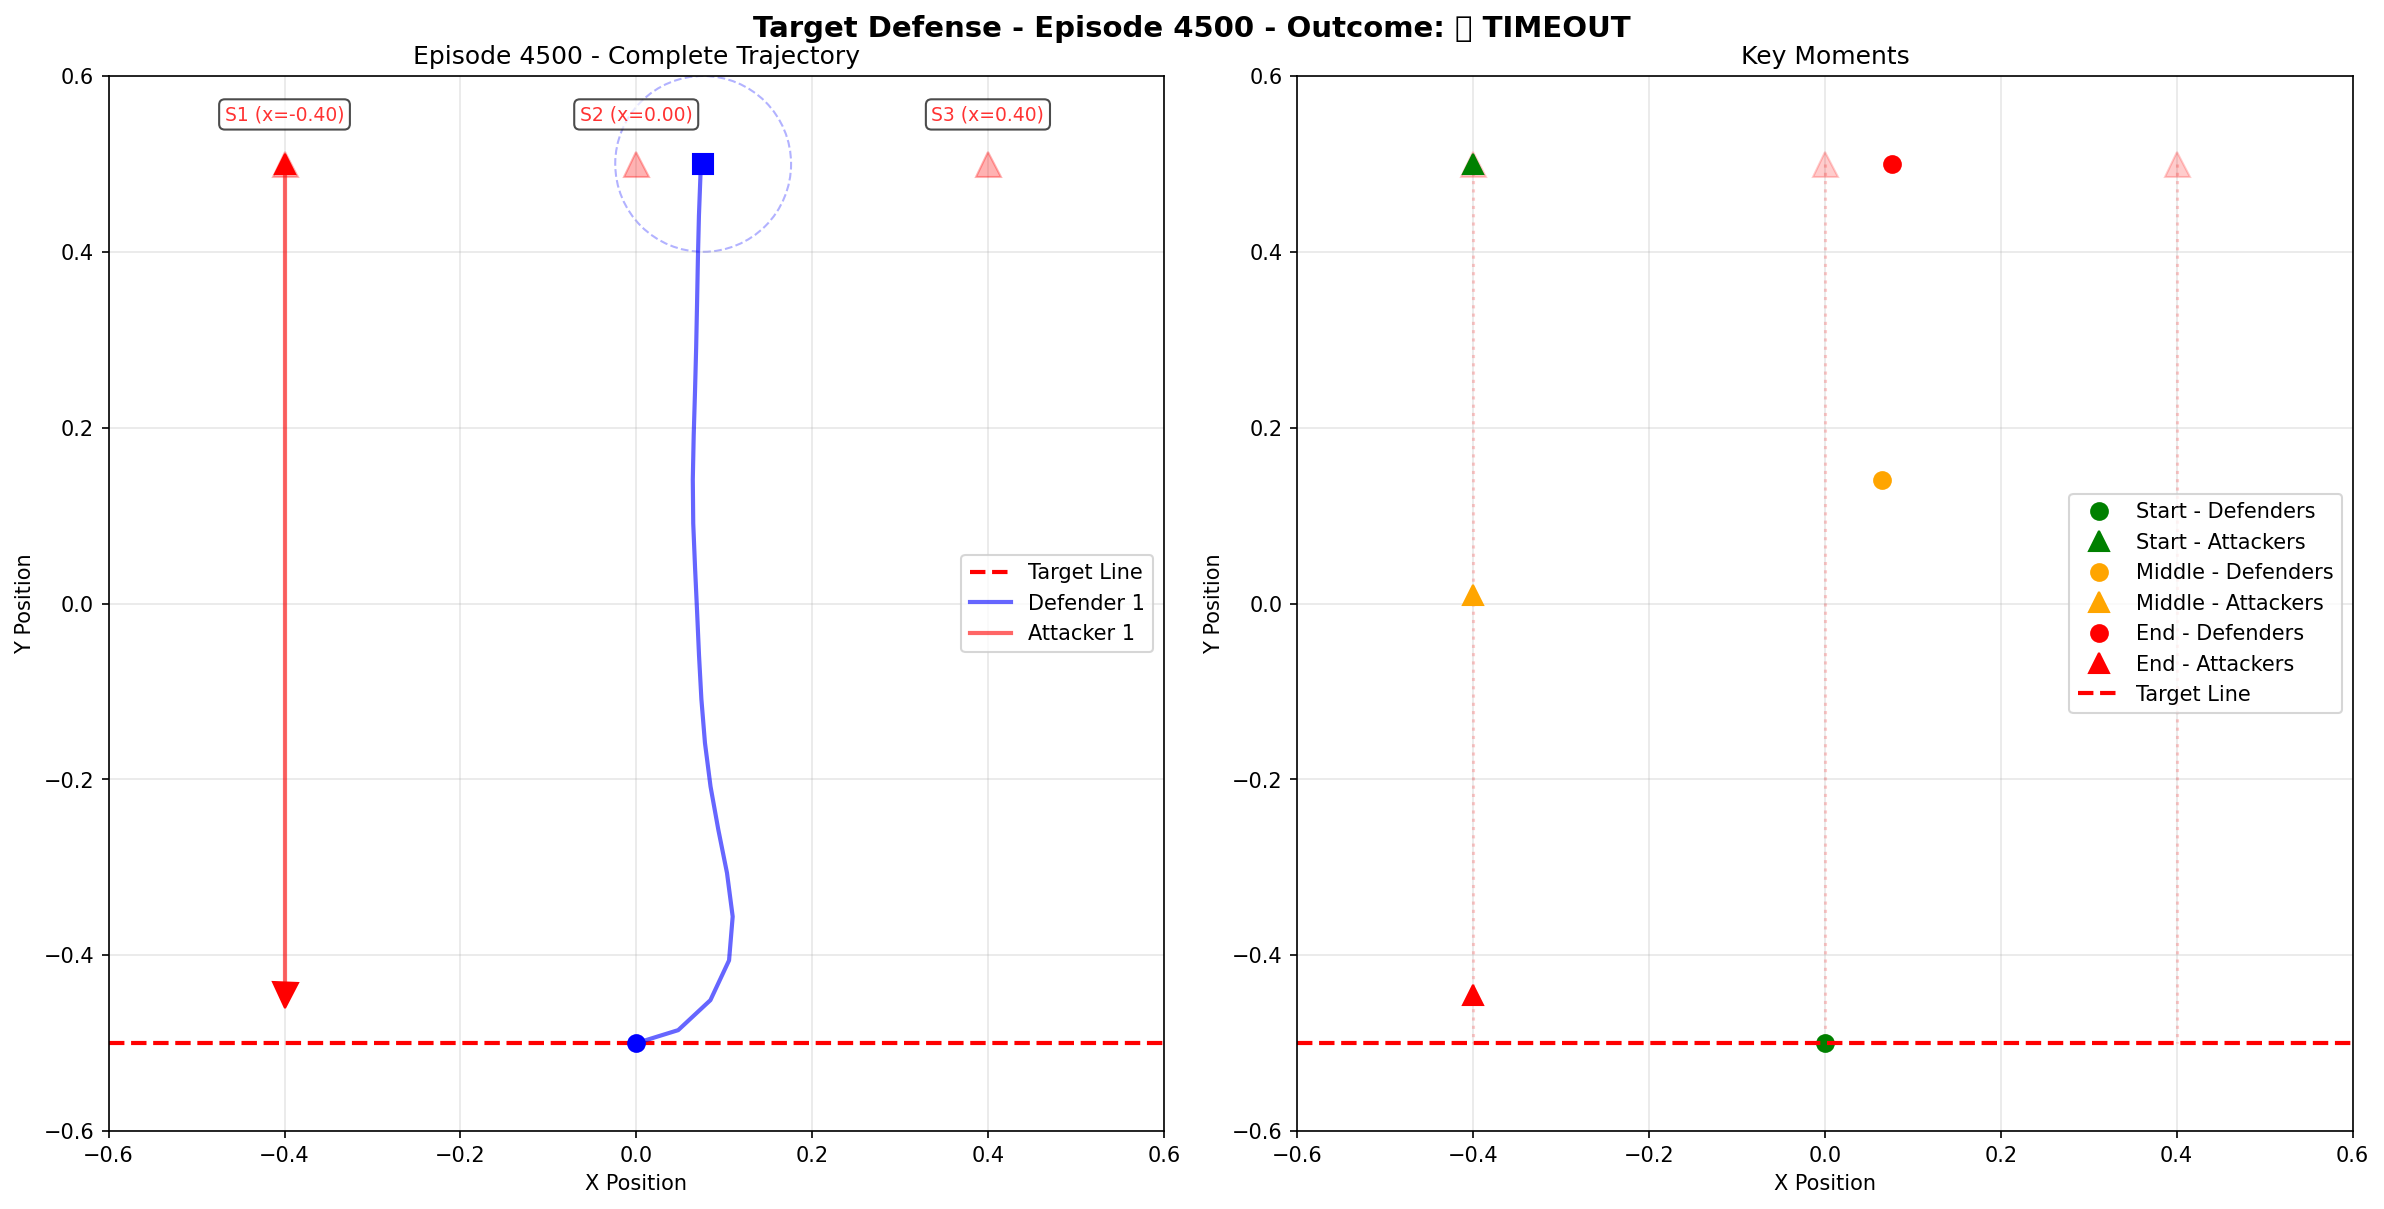 Target Defense - Episode 4500 - Outcome: ▯ TIMEOUT
Episode 4500 - Complete Trajectory
S1 (x=-0.40)
S2 (x=0.00)
S3 (x=0.40)
0.6
0.4
0.2
0.0
−0.2
−0.4
−0.6
Y Position
Target Line
Defender 1
Attacker 1
−0.6
−0.4
−0.2
0.0
0.2
0.4
0.6
X Position
Key Moments
0.6
0.4
0.2
0.0
−0.2
−0.4
−0.6
Y Position
Start - Defenders
Start - Attackers
Middle - Defenders
Middle - Attackers
End - Defenders
End - Attackers
Target Line
−0.6
−0.4
−0.2
0.0
0.2
0.4
0.6
X Position